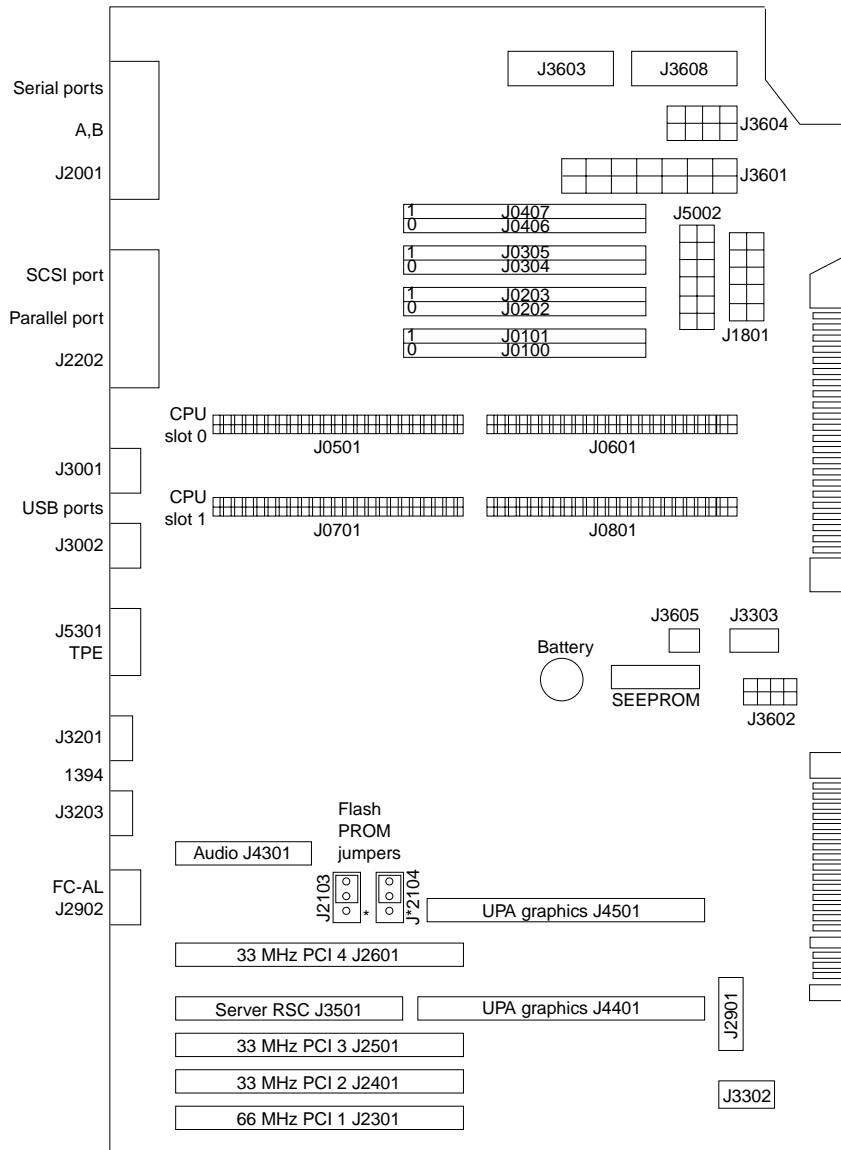 J3603
J3608
Serial ports
A,B
J2001
J3604
J3601
1 J0407
0 J0406
J5002
1 J0305
0 J0304
1 J0203
0 J0202
1 J0101
0 J0100
J1801
SCSI port
Parallel port
J2202
CPU
slot 0
J0501
J0601
J3001
USB ports
J3002
CPU
slot 1
J0701
J0801
J5301
TPE
J3605
J3303
Battery
SEEPROM
J3602
J3201
1394
J3203
Flash
PROM
jumpers
Audio J4301
J2103
*
J*2104
FC-AL
J2902
UPA graphics J4501
33 MHz PCI 4 J2601
Server RSC J3501
UPA graphics J4401
J2901
33 MHz PCI 3 J2501
33 MHz PCI 2 J2401
J3302
66 MHz PCI 1 J2301